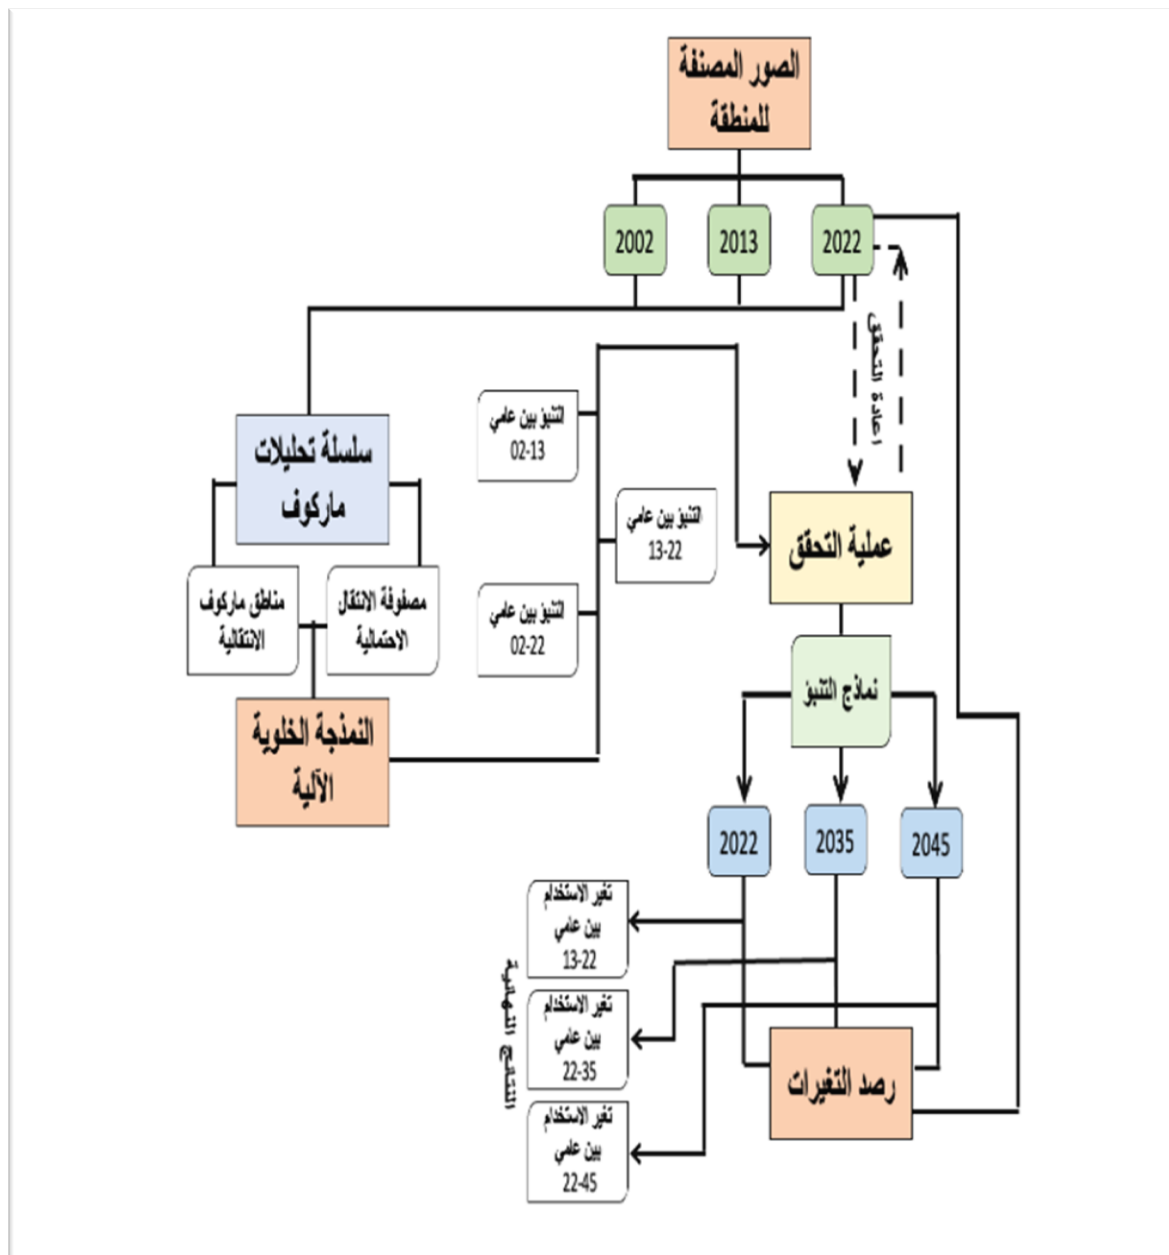 الصور المصنفة
للمنطقة
2002
2013
2022
اعادة التحقق
سلسلة تحليلات
ماركوف
مناطق ماركوف
الانتقالية
مصفوفة الانتقال
الاحتمالية
النمذجة الخلوية
الآلية
التنبؤ بين عامي
02-13
التنبؤ بين عامي
13-22
التنبؤ بين عامي
02-22
عملية التحقق
نماذج التنبؤ
2022
2035
2045
تغير الاستخدام
بين عامي
13-22
تغير الاستخدام
بين عامي
22-35
تغير الاستخدام
بين عامي
22-45
النتائج النهائية
رصد التغيرات